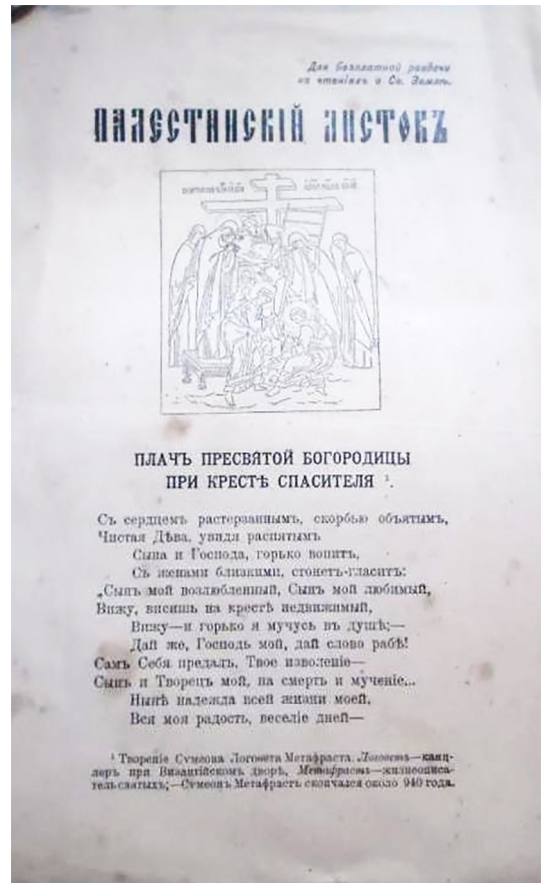 Для безплатной раздачи
на чтеніяхъ о Св. Землѣ.
ПАЛЕСТИНСКІЙ ЛИСТОКЪ
ПЛАЧЪ ПРЕСВЯТОЙ БОГОРОДИЦЫ
ПРИ КРЕСТѢ СПАСИТЕЛЯ ¹.
Съ сердцемъ растерзаннымъ, скорбью объятымъ,
Чистая Дѣва, увидя распятымъ
Сына и Господа, горько вопитъ,
Съ женами близкими, стонетъ-гласитъ:
„Сынъ мой возлюбленный, Сынъ мой любимый,
Вижу, висишь на крестѣ недвижимый,
Вижу—и горько я мучусь въ душѣ;—
Дай же, Господь мой, дай слово рабѣ!
Самъ Себя предалъ, Твое изволеніе—
Сынъ и Творецъ мой, на смерть и мученіе...
Нынѣ надежда всей жизни моей,
Вся моя радость, веселіе дней—
¹ Твореніе Сѵмеона Логовета Метафраста. Логоветъ—канц-
леръ при Византійскомъ дворѣ, Метафрастъ—жизнеописа-
тель святыхъ;—Сѵмеонъ Метафрастъ скончался около 940 года.